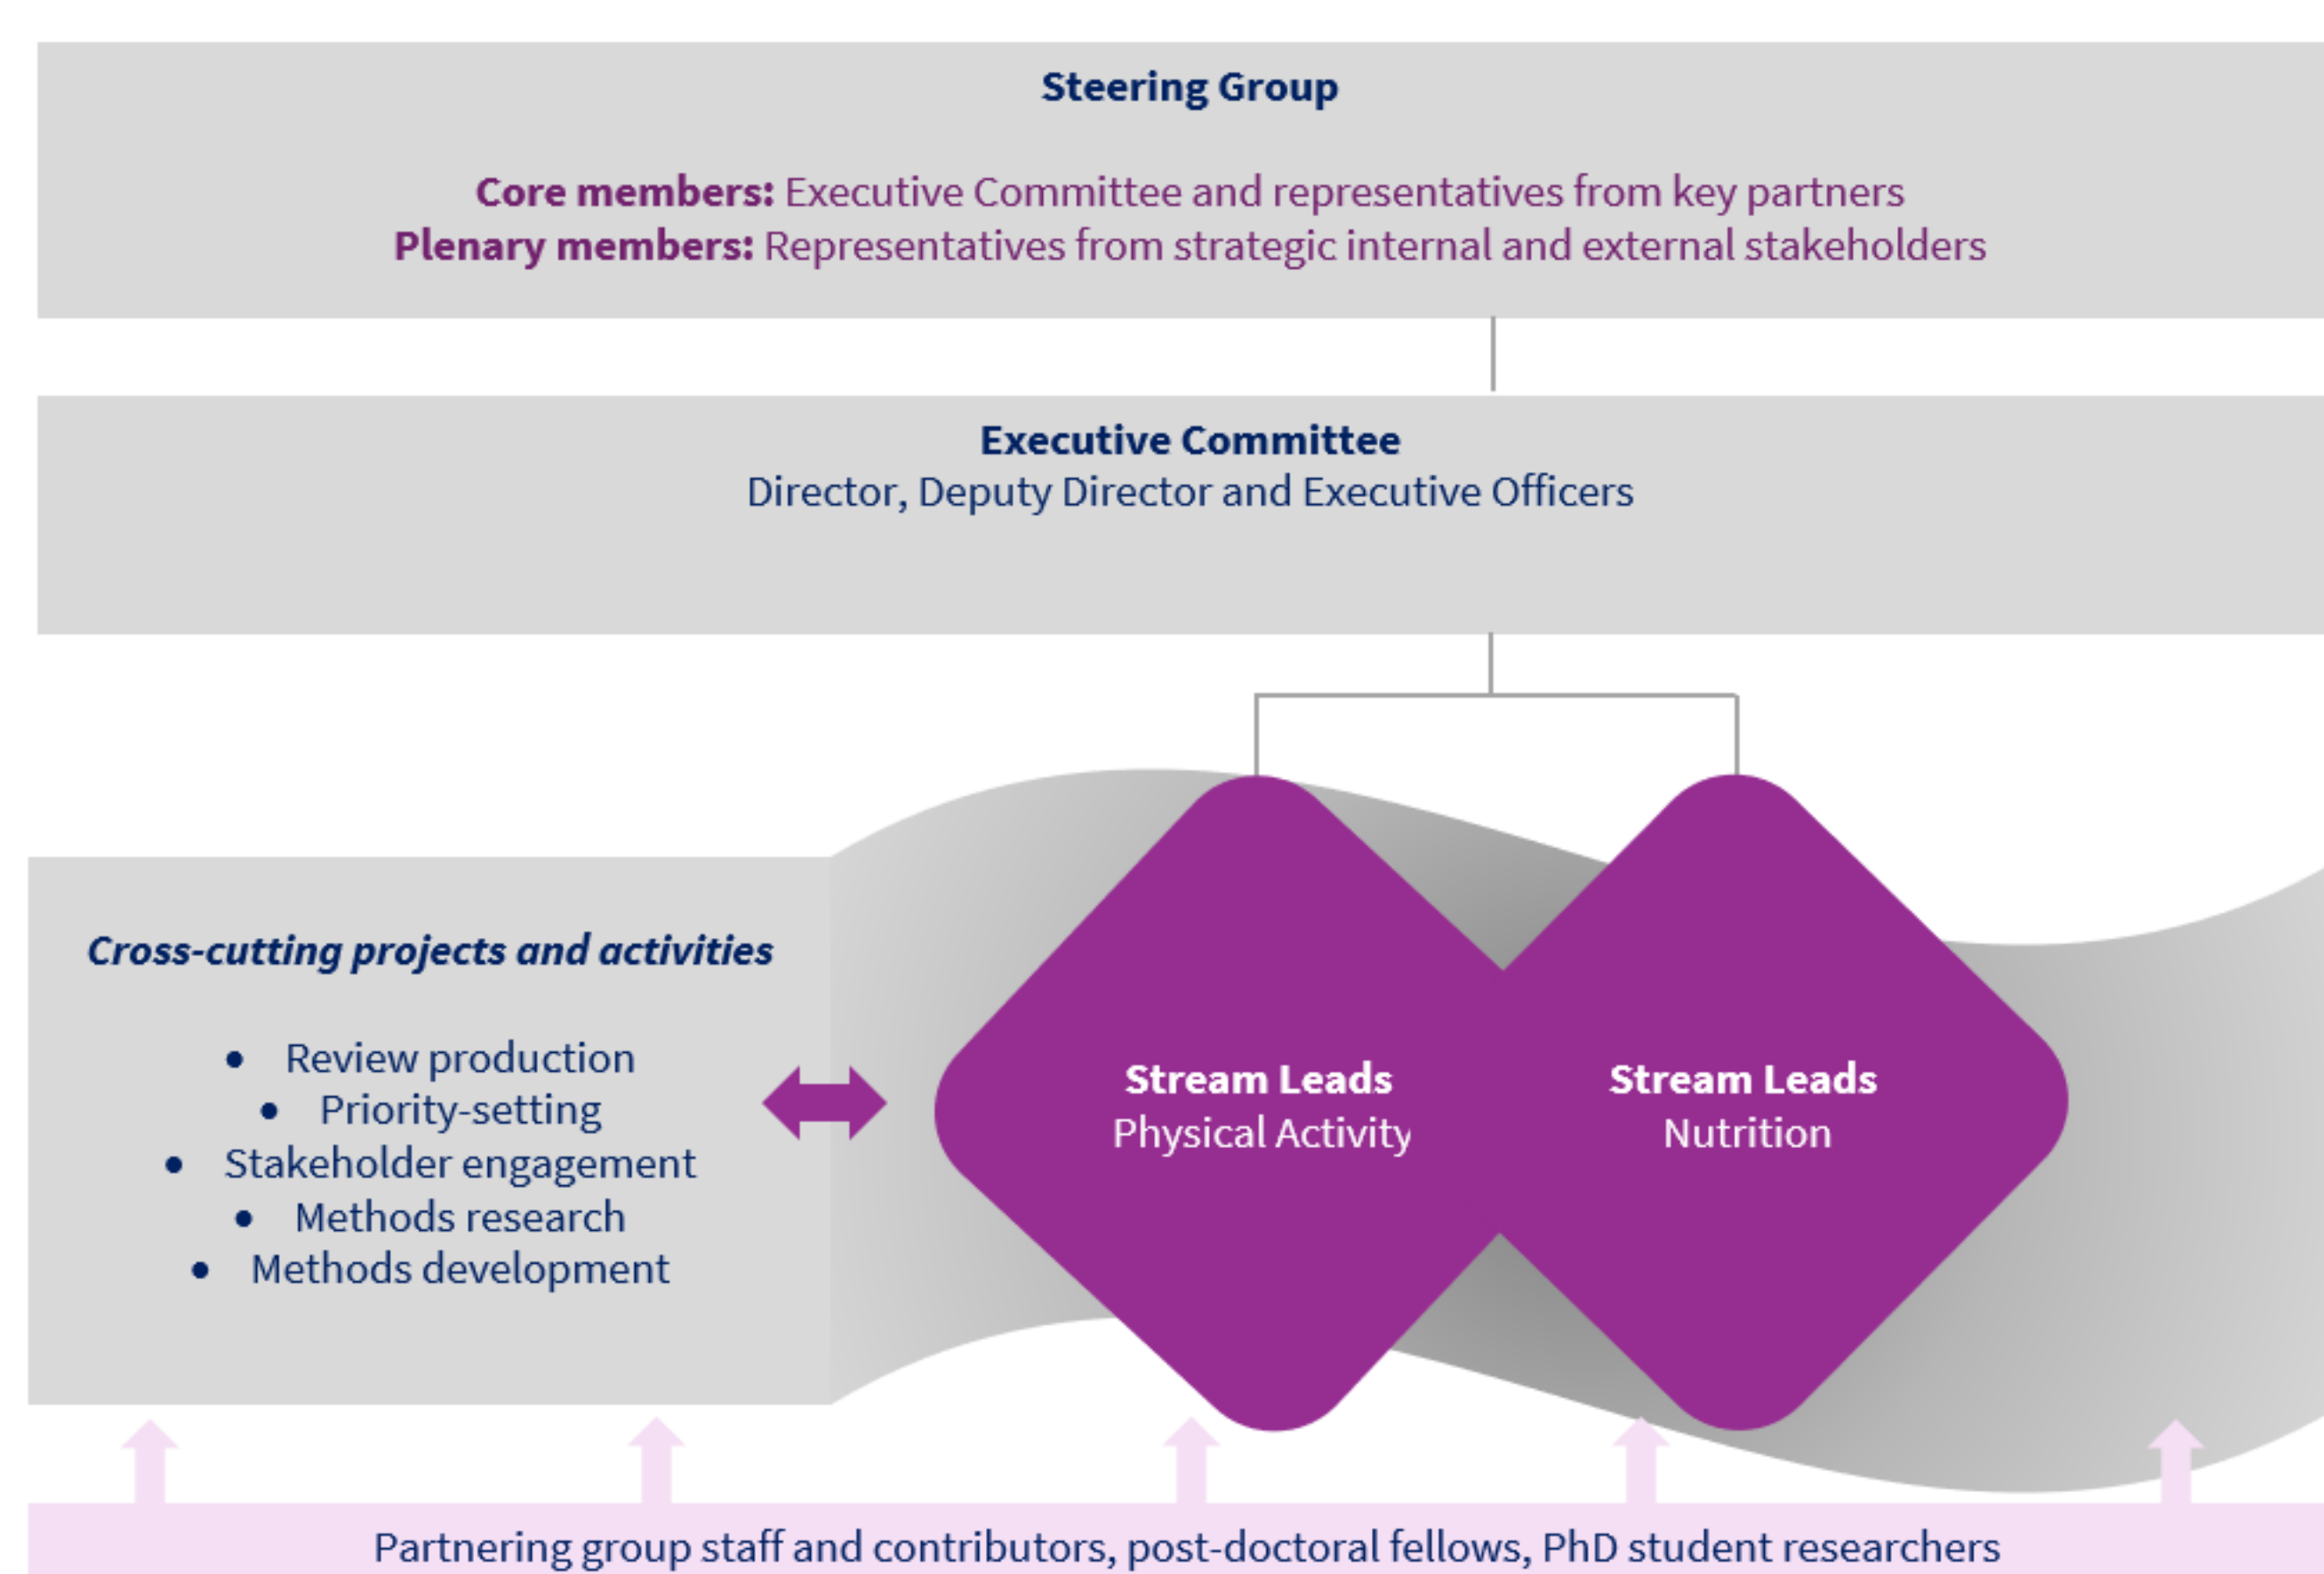 Steering Group
Core members: Executive Committee and representatives from key partners
Plenary members: Representatives from strategic internal and external stakeholders
Executive Committee
Director, Deputy Director and Executive Officers
Cross-cutting projects and activities
• Review production
• Priority-setting
• Stakeholder engagement
• Methods research
• Methods development
Stream Leads
Physical Activity
Stream Leads
Nutrition
Partnering group staff and contributors, post-doctoral fellows, PhD student researchers